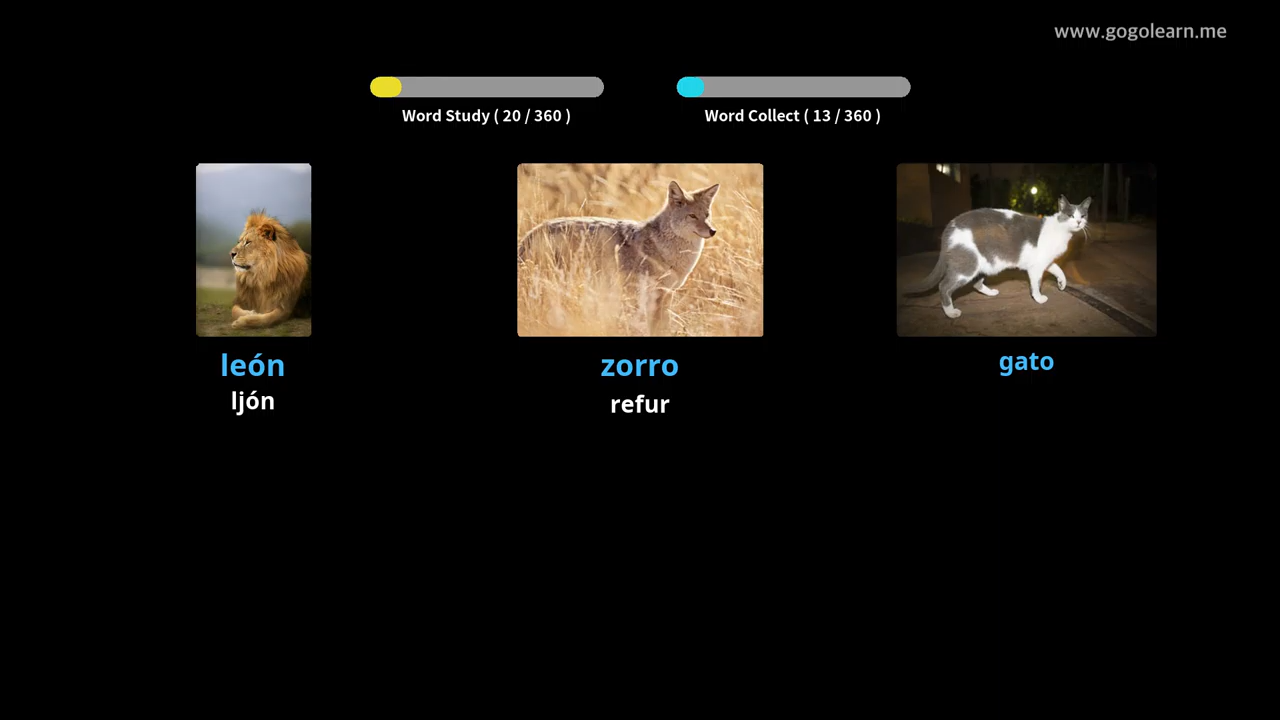 www.gogolearn.me
Word Study ( 20 / 360 )
Word Collect ( 13 / 360 )
león
zorro
gato
ljón
refur